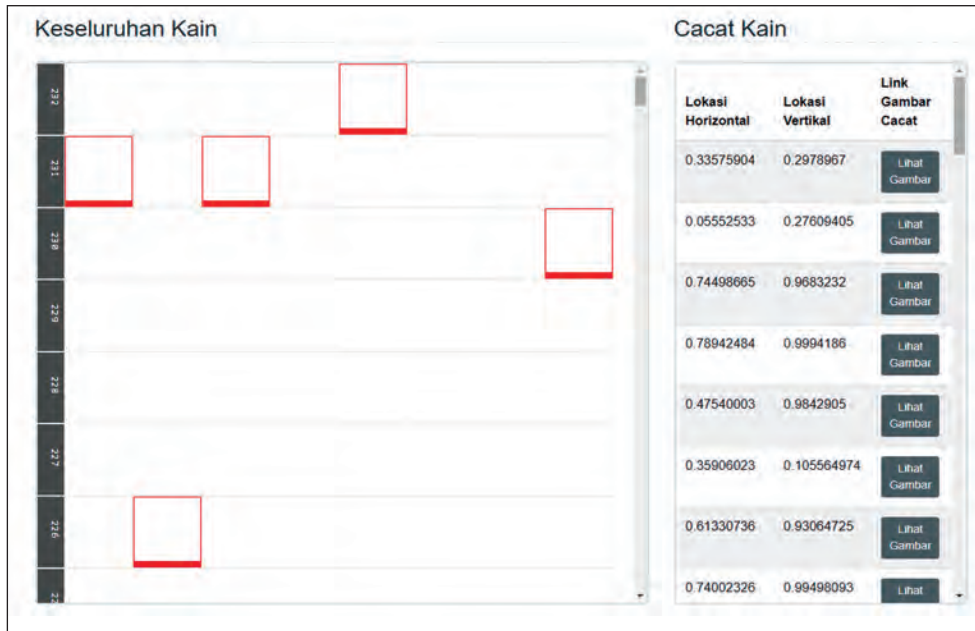 Keseluruhan Kain
232
231
230
229
228
227
226
22
Cacat Kain
Lokasi Horizontal
Lokasi Vertikal
Link Gambar Cacat
0.33575904 0.2978967 Lihat Gambar
0.05552533 0.27609405 Lihat Gambar
0.74498665 0.9683232 Lihat Gambar
0.78942484 0.9994186 Lihat Gambar
0.47540003 0.9842905 Lihat Gambar
0.35906023 0.105564974 Lihat Gambar
0.61330736 0.93064725 Lihat Gambar
0.74002326 0.99498093 Lihat